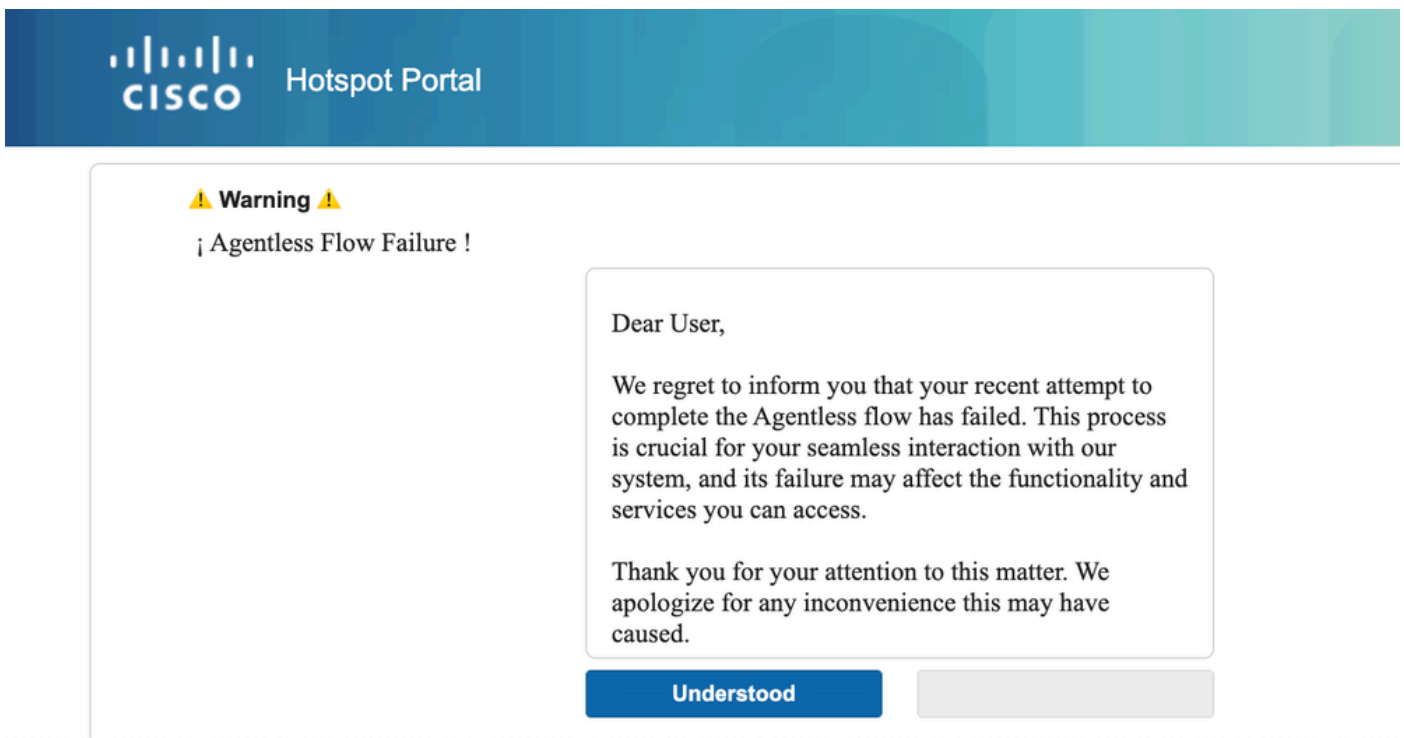 CISCO
Hotspot Portal
⚠ Warning ⚠
¡ Agentless Flow Failure !
Dear User,
We regret to inform you that your recent attempt to
complete the Agentless flow has failed. This process
is crucial for your seamless interaction with our
system, and its failure may affect the functionality and
services you can access.
Thank you for your attention to this matter. We
apologize for any inconvenience this may have
caused.
Understood